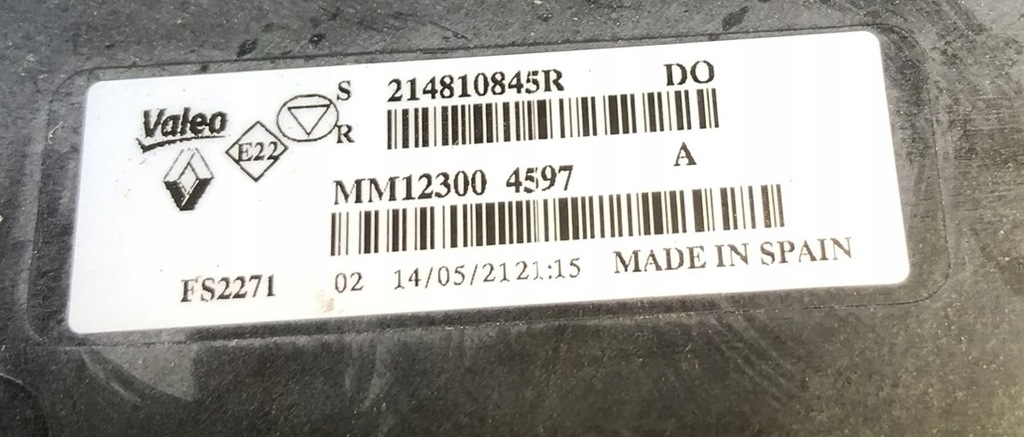 Valeo
E22
S
R
214810845R DO
A
MM12300 4597
FS2271
02 14/05/2121:15 MADE IN SPAIN